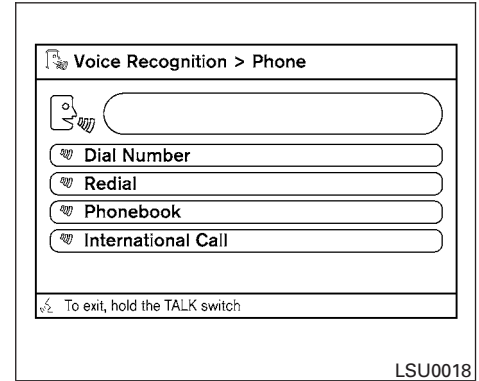 Voice Recognition > Phone
Dial Number
Redial
Phonebook
International Call
To exit, hold the TALK switch
LSU0018